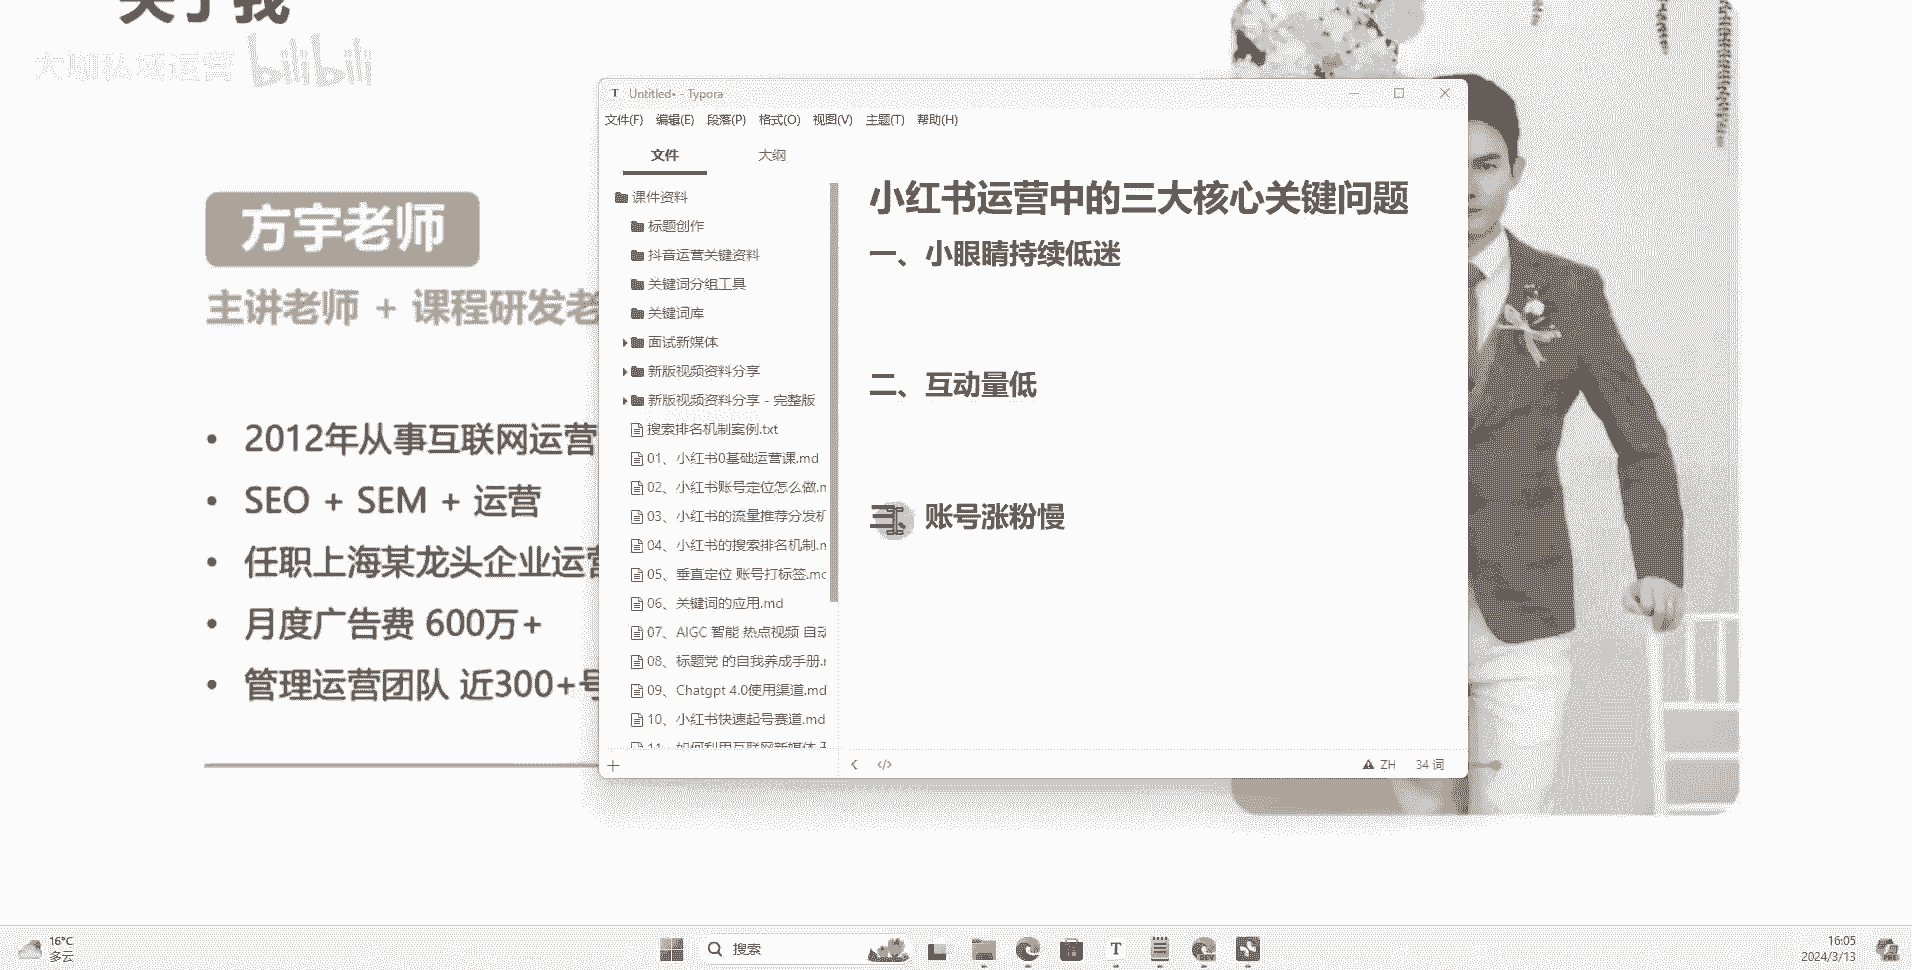 关于我
大咖私域运营 bilibili
方宇老师
主讲老师 + 课程研发老
• 2012年从事互联网运营
• SEO + SEM + 运营
• 任职上海某龙头企业运营
• 月度广告费 600万+
• 管理运营团队 近300+号
Untitled• - Typora
文件(F) 编辑(E) 段落(P) 格式(O) 视图(V) 主题(T) 帮助(H)
文件 大纲
课件资料
标题创作
抖音运营关键资料
关键词分组工具
关键词库
面试新媒体
新版视频资料分享
新版视频资料分享 - 完整版
搜索排名机制案例.txt
01、小红书0基础运营课.md
02、小红书账号定位怎么做.m
03、小红书的流量推荐分发机
04、小红书的搜索排名机制.m
05、垂直定位 账号打标签.mc
06、关键词的应用.md
07、AIGC 智能 热点视频 自动
08、标题党 的自我养成手册.r
09、Chatgpt 4.0使用渠道.md
10、小红书快速起号赛道.md
11、如何利用互联网新媒体
小红书运营中的三大核心关键问题
一、小眼睛持续低迷
二、互动量低
三、账号涨粉慢
ZH 34 词
16°C
多云
搜索
T
DEV
PRE
16:05
2024/3/13